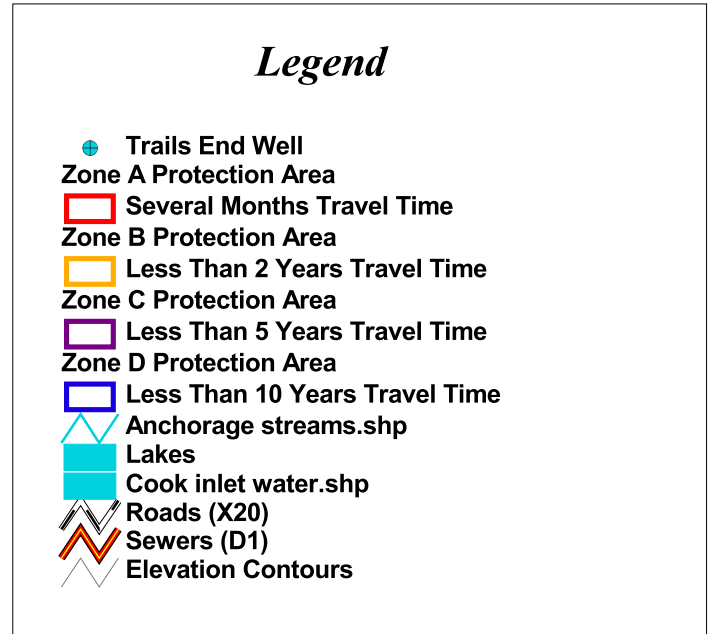 Legend
Trails End Well
Zone A Protection Area
Several Months Travel Time
Zone B Protection Area
Less Than 2 Years Travel Time
Zone C Protection Area
Less Than 5 Years Travel Time
Zone D Protection Area
Less Than 10 Years Travel Time
Anchorage streams.shp
Lakes
Cook inlet water.shp
Roads (X20)
Sewers (D1)
Elevation Contours